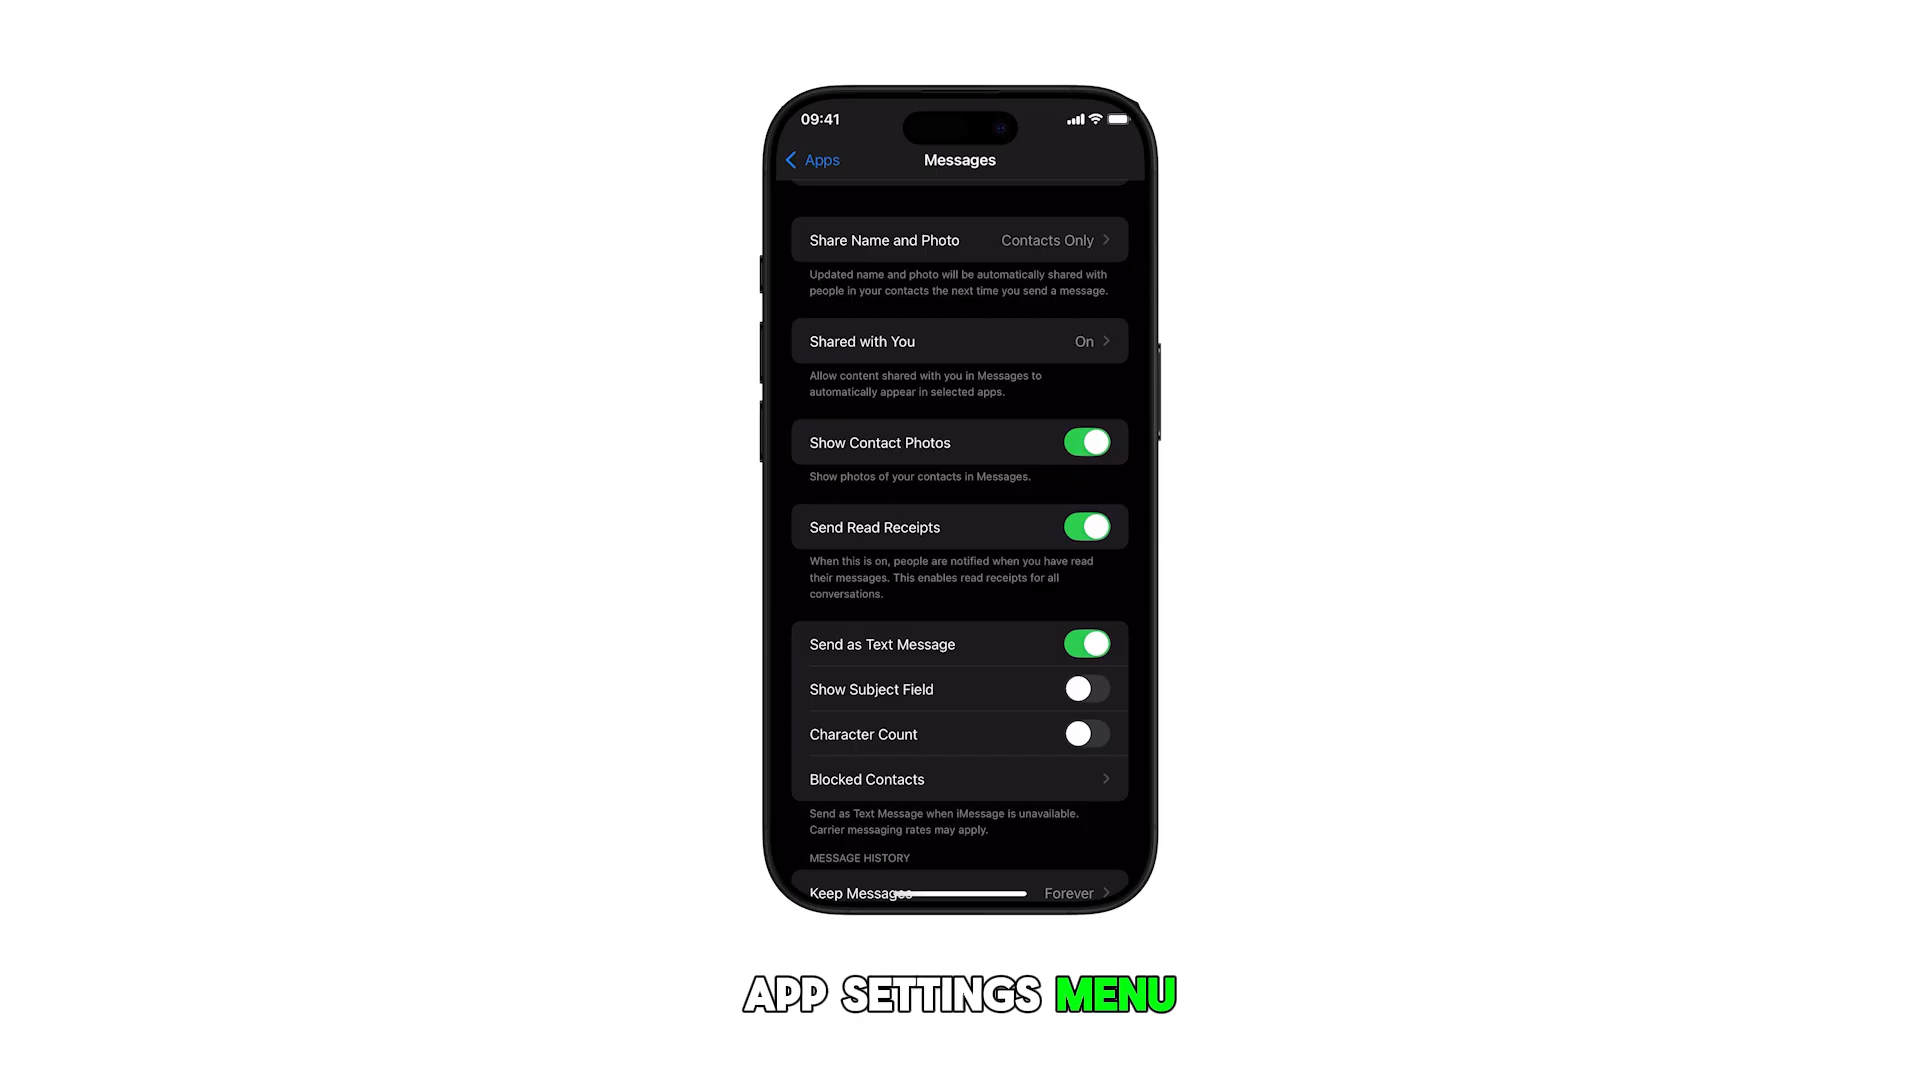 09:41
Apps
Messages
Share Name and Photo Contacts Only
Updated name and photo will be automatically shared with
people in your contacts the next time you send a message.
Shared with You On
Allow content shared with you in Messages to
automatically appear in selected apps.
Show Contact Photos
Show photos of your contacts in Messages.
Send Read Receipts
When this is on, people are notified when you have read
their messages. This enables read receipts for all
conversations.
Send as Text Message
Show Subject Field
Character Count
Blocked Contacts
Send as Text Message when iMessage is unavailable.
Carrier messaging rates may apply.
MESSAGE HISTORY
Keep Messages Forever
APP SETTINGS MENU